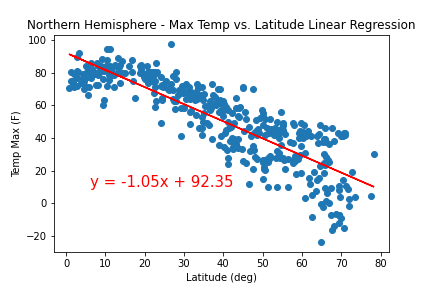 Northern Hemisphere - Max Temp vs. Latitude Linear Regression
100
80
60
40
20
0
−20
Temp Max (F)
y = -1.05x + 92.35
0 10 20 30 40 50 60 70 80
Latitude (deg)